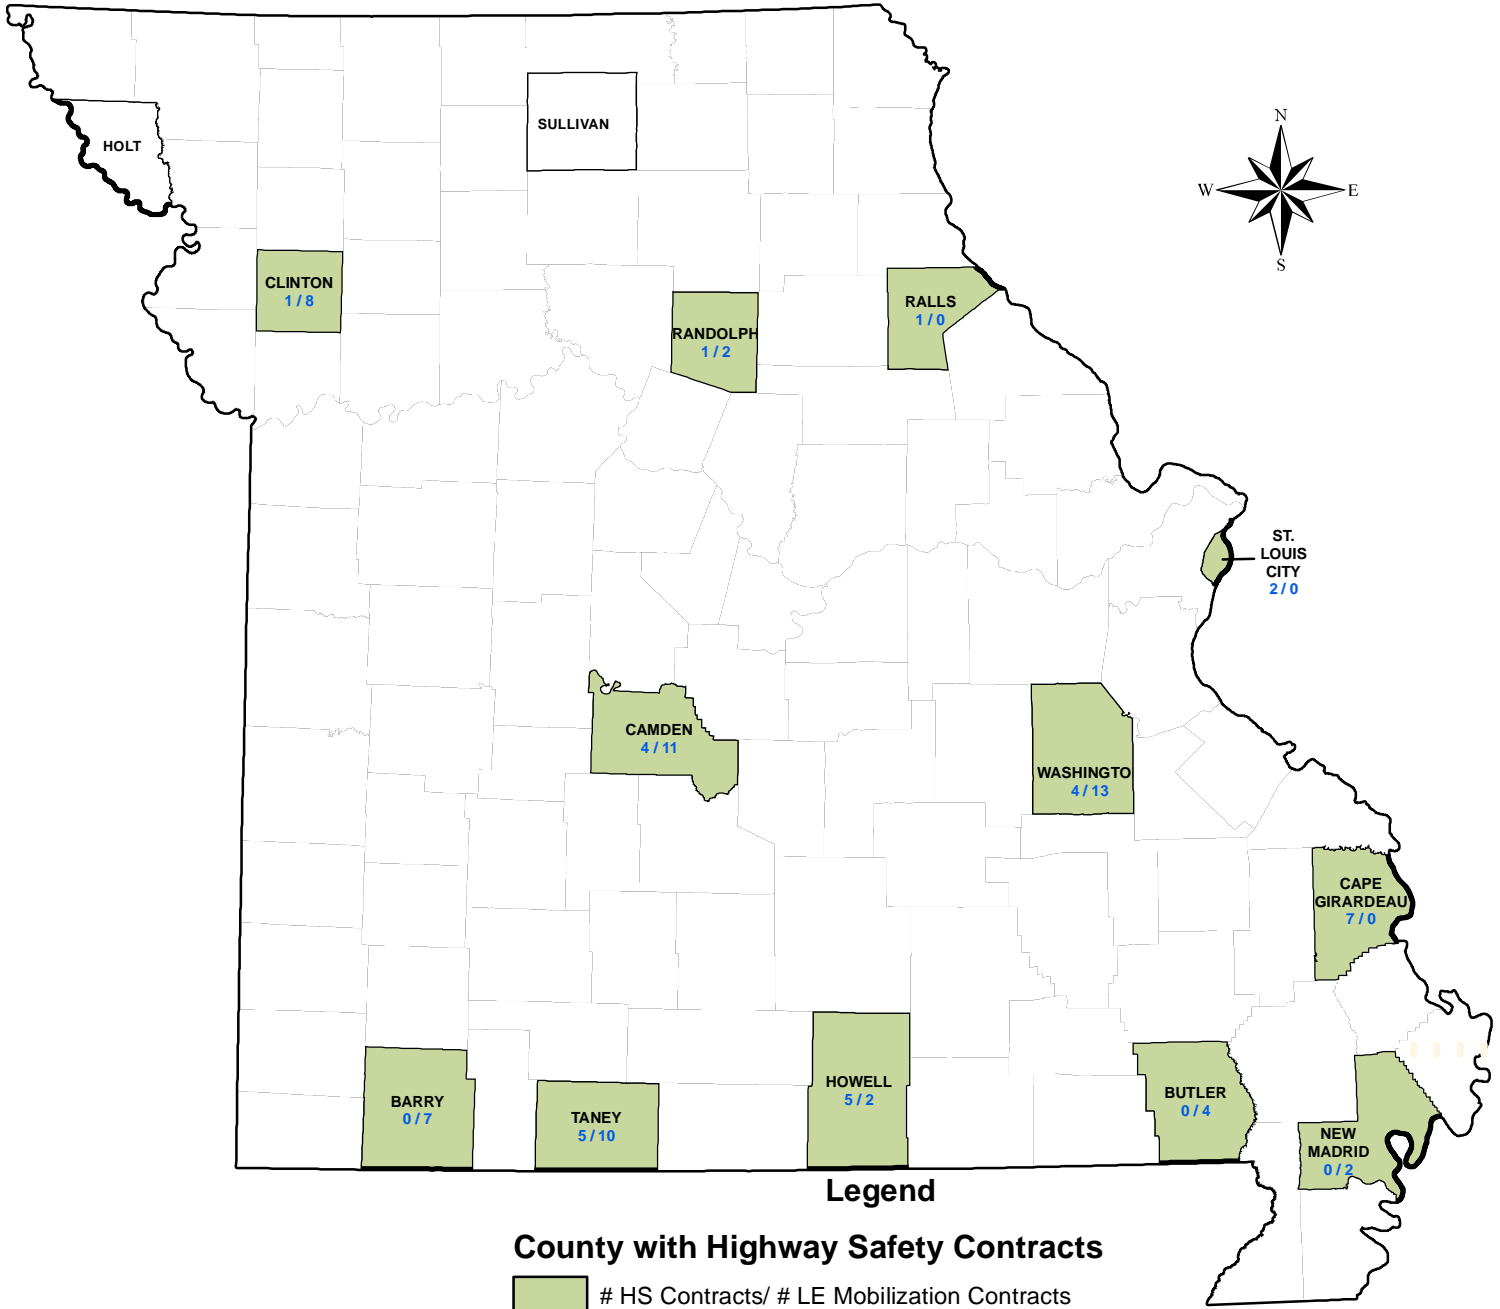 N
W
E
S
SULLIVAN
HOLT
CLINTON
1 / 8
RANDOLPH
1 / 2
RALLS
1 / 0
ST.
LOUIS
CITY
2 / 0
CAMDEN
4 / 11
WASHINGTO
4 / 13
CAPE
GIRARDEAU
7 / 0
BARRY
0 / 7
TANEY
5 / 10
HOWELL
5 / 2
BUTLER
0 / 4
NEW
MADRID
0 / 2
Legend
County with Highway Safety Contracts
# HS Contracts/ # LE Mobilization Contracts